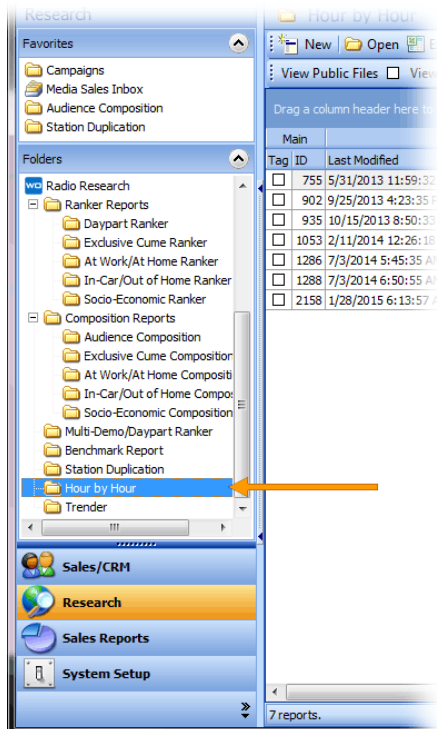 Research
Favorites
Campaigns
Media Sales Inbox
Audience Composition
Station Duplication
Folders
WO Radio Research
Ranker Reports
Daypart Ranker
Exclusive Cume Ranker
At Work/At Home Ranker
In-Car/Out of Home Ranker
Socio-Economic Ranker
Composition Reports
Audience Composition
Exclusive Cume Composition
At Work/At Home Compositi
In-Car/Out of Home Compo
Socio-Economic Composition
Multi-Demo/Daypart Ranker
Benchmark Report
Station Duplication
Hour by Hour
Trender
Sales/CRM
Research
Sales Reports
System Setup
Hour by Hour
New Open
View Public Files View
Drag a column header here to
Main
Tag ID Last Modified
755 5/31/2013 11:59:32
902 9/25/2013 4:23:35 P
935 10/15/2013 8:50:33
1053 2/11/2014 12:26:18
1286 7/3/2014 5:45:35 AM
1288 7/3/2014 6:50:55 AM
2158 1/28/2015 6:13:57 A
7 reports.